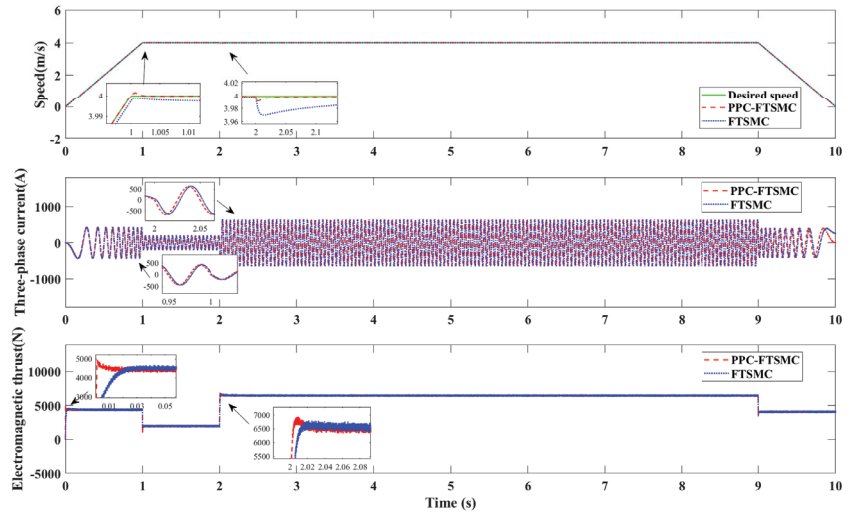 6
4
2
0
-2
Speed(m/s)
4
3.99
1
1.005
1.01
4.02
4
3.98
3.96
2
2.05
2.1
Desired speed
PPC-FTSMC
FTSMC
0 1 2 3 4 5 6 7 8 9 10
Three-phase current(A)
1000
0
-1000
500
0
-500
2
2.05
500
0
-500
0.95
1
PPC-FTSMC
FTSMC
0 1 2 3 4 5 6 7 8 9 10
Electromagnetic thrust(N)
10000
5000
0
-5000
5000
4000
3000
0.01
0.03
0.05
7000
6500
6000
5500
2 2.02 2.04 2.06 2.08
PPC-FTSMC
FTSMC
0 1 2 3 4 5 6 7 8 9 10
Time (s)